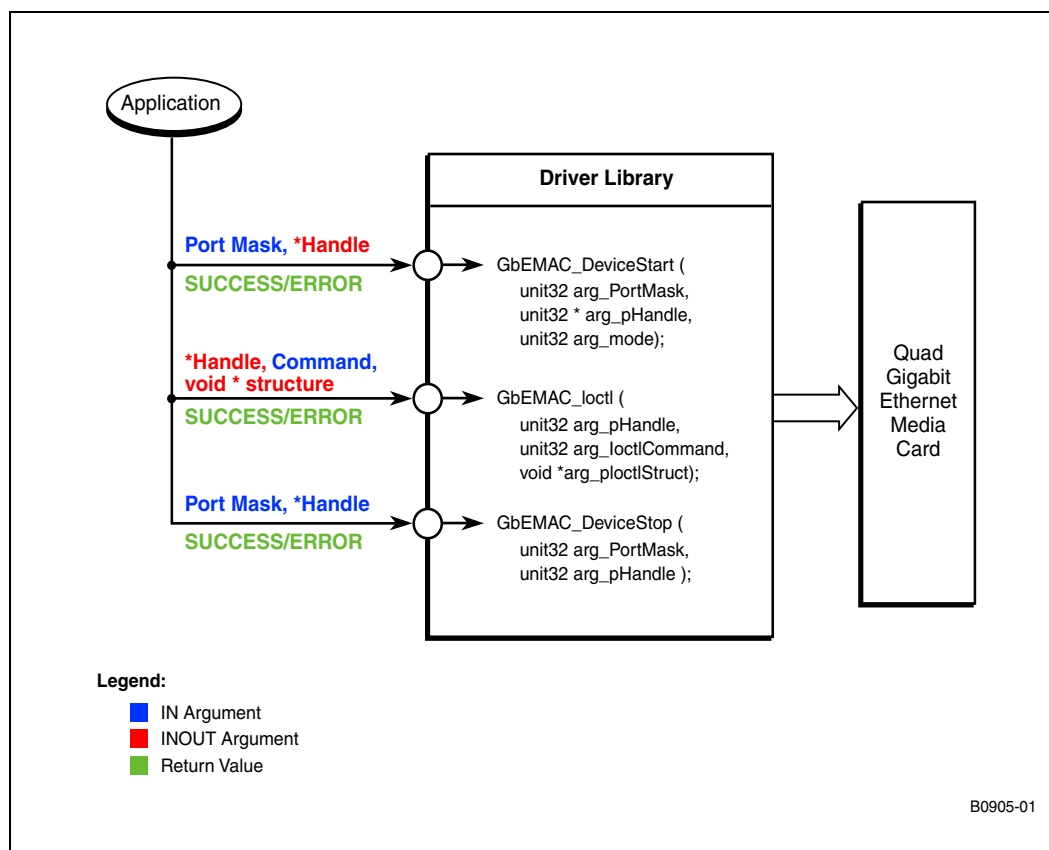 Application
Driver Library
Port Mask, *Handle
SUCCESS/ERROR
GbEMAC_DeviceStart (
unit32 arg_PortMask,
unit32 * arg_pHandle,
unit32 arg_mode);
*Handle, Command,
void * structure
SUCCESS/ERROR
GbEMAC_Ioctl (
unit32 arg_pHandle,
unit32 arg_IoctlCommand,
void *arg_pIoctlStruct);
Port Mask, *Handle
SUCCESS/ERROR
GbEMAC_DeviceStop (
unit32 arg_PortMask,
unit32 arg_pHandle );
Quad
Gigabit
Ethernet
Media
Card
Legend:
IN Argument
INOUT Argument
Return Value
B0905-01